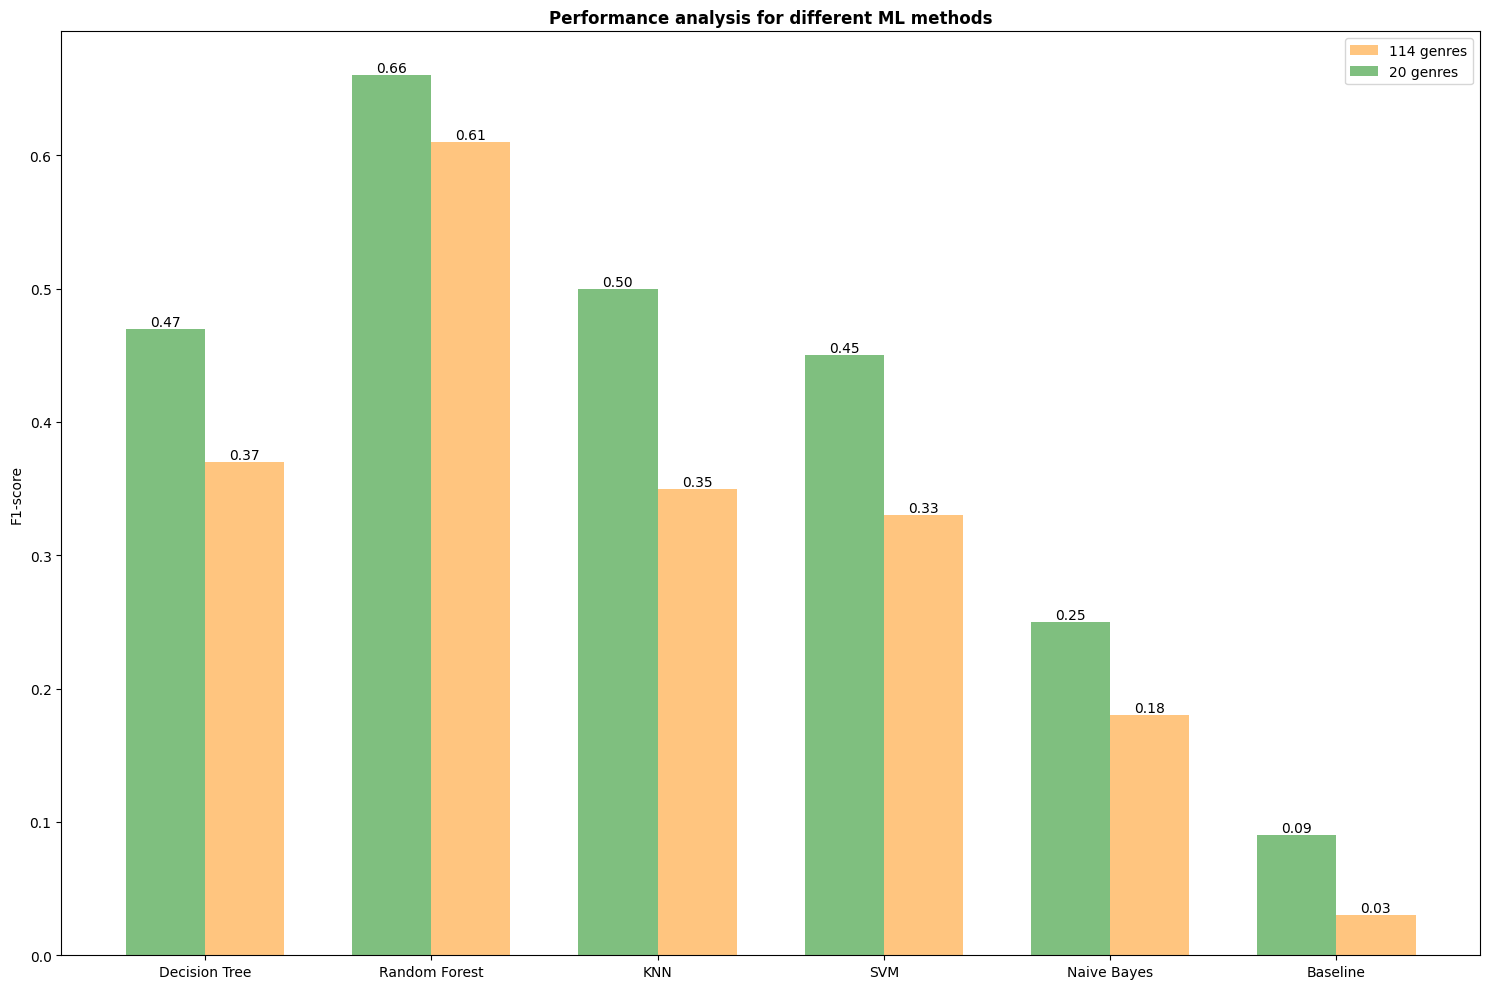 Performance analysis for different ML methods
114 genres
20 genres
F1-score
0.6
0.5
0.4
0.3
0.2
0.1
0.0
0.47
0.37
0.66
0.61
0.50
0.35
0.45
0.33
0.25
0.18
0.09
0.03
Decision Tree
Random Forest
KNN
SVM
Naive Bayes
Baseline